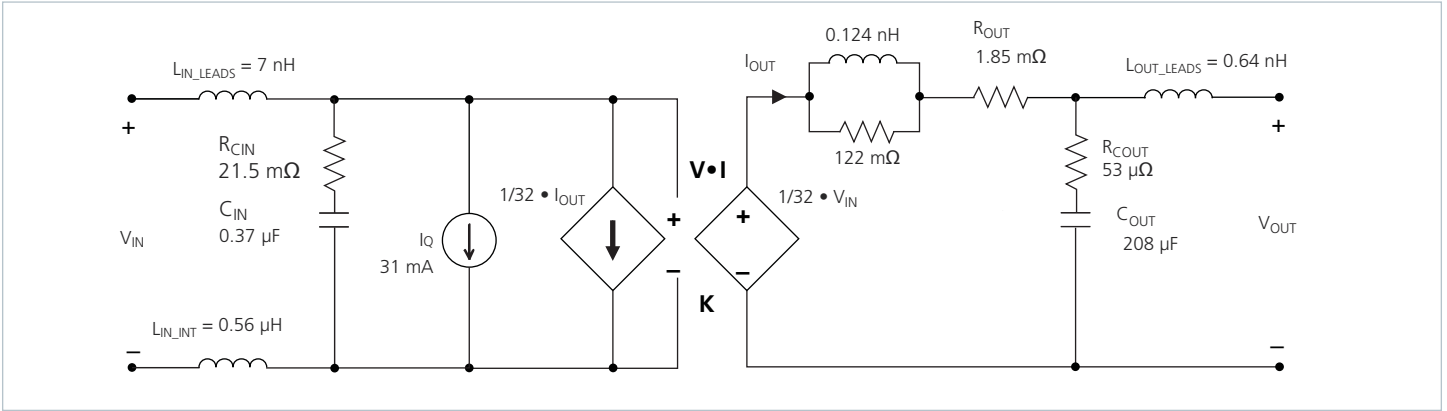 L_IN_LEADS = 7 nH
+
R_CIN
21.5 mΩ
C_IN
0.37 µF
V_IN
L_IN_INT = 0.56 µH
−
I_Q
31 mA
1/32 • I_OUT
+
−
V•I
K
+
−
1/32 • V_IN
I_OUT
0.124 nH
122 mΩ
R_OUT
1.85 mΩ
L_OUT_LEADS = 0.64 nH
+
R_COUT
53 µΩ
C_OUT
208 µF
V_OUT
−